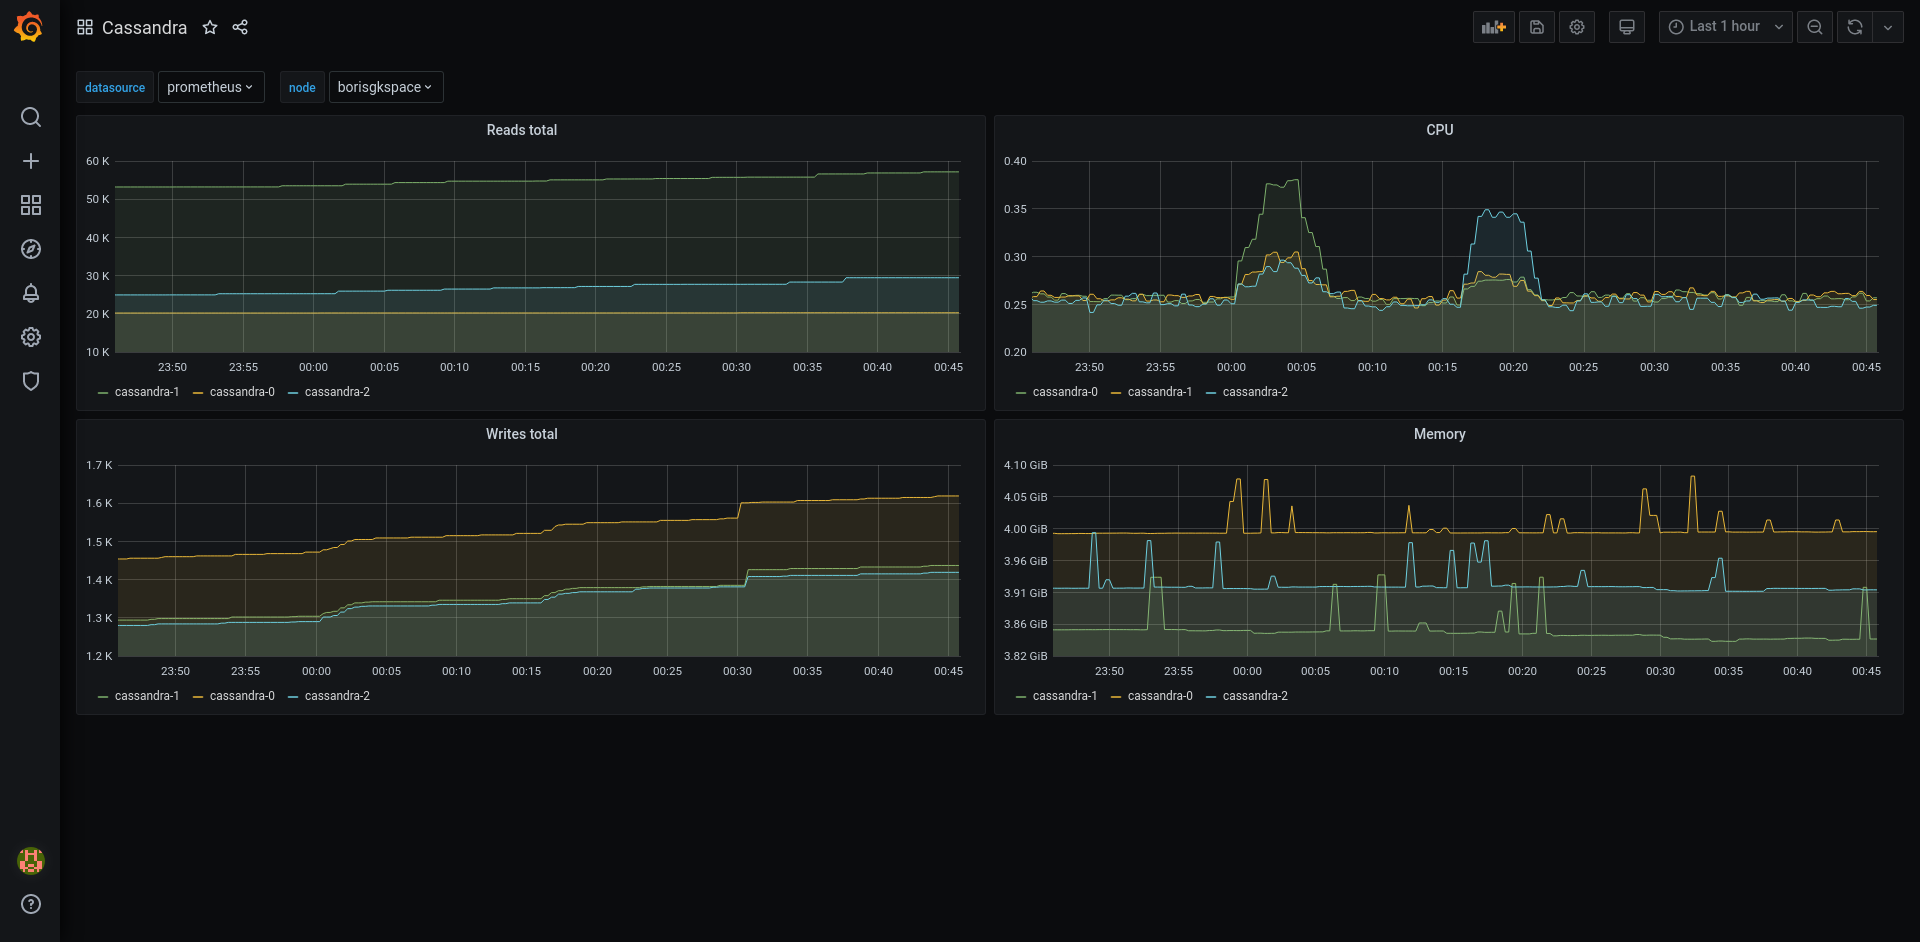 Cassandra
Last 1 hour
datasource prometheus node borisgkspace
Reads total
60 K
50 K
40 K
30 K
20 K
10 K
23:50 23:55 00:00 00:05 00:10 00:15 00:20 00:25 00:30 00:35 00:40 00:45
cassandra-1 cassandra-0 cassandra-2
CPU
0.40
0.35
0.30
0.25
0.20
23:50 23:55 00:00 00:05 00:10 00:15 00:20 00:25 00:30 00:35 00:40 00:45
cassandra-0 cassandra-1 cassandra-2
Writes total
1.7 K
1.6 K
1.5 K
1.4 K
1.3 K
1.2 K
23:50 23:55 00:00 00:05 00:10 00:15 00:20 00:25 00:30 00:35 00:40 00:45
cassandra-1 cassandra-0 cassandra-2
Memory
4.10 GiB
4.05 GiB
4.00 GiB
3.96 GiB
3.91 GiB
3.86 GiB
3.82 GiB
23:50 23:55 00:00 00:05 00:10 00:15 00:20 00:25 00:30 00:35 00:40 00:45
cassandra-1 cassandra-0 cassandra-2